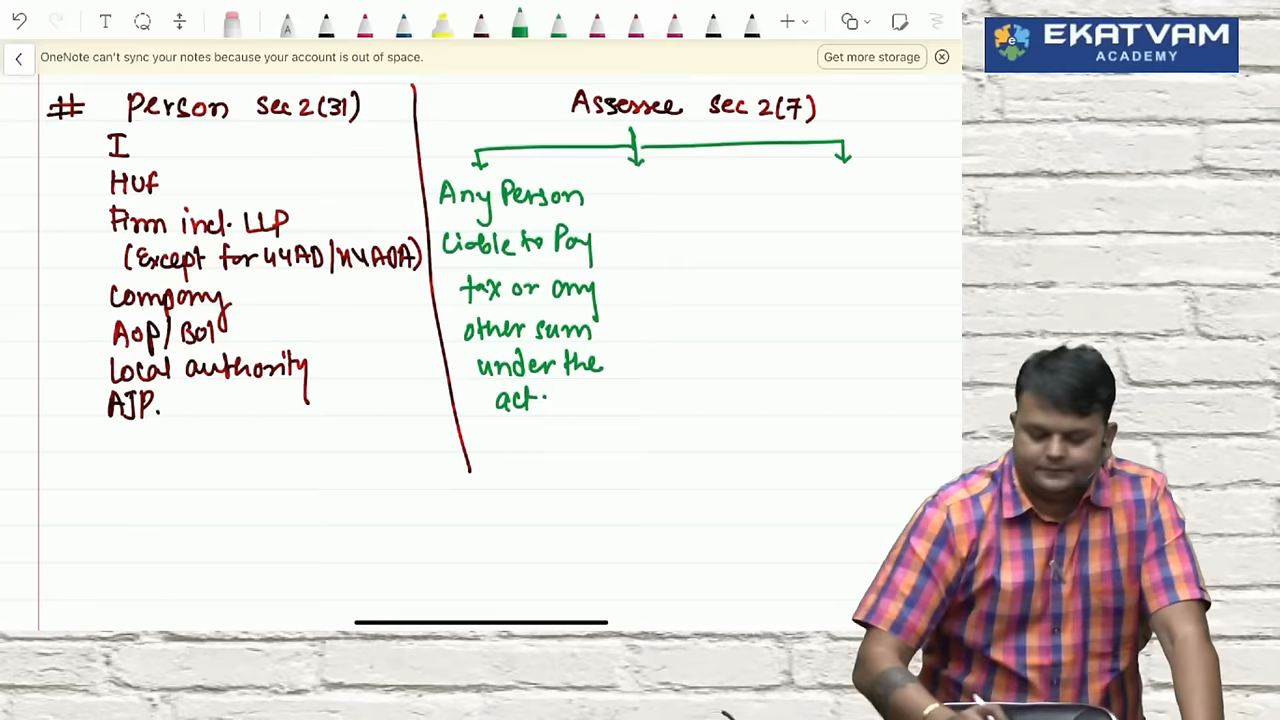 OneNote can't sync your notes because your account is out of space.
Get more storage
EKATVAM
ACADEMY
# Person sec 2(31)
I
HUF
Firm incl. LLP
(Except for 44AD/44ADA)
Company
AOP/BOI
Local authority
AJP.
Assessee sec 2(7)
Any Person
Liable to Pay
tax or any
other sum
under the
act.